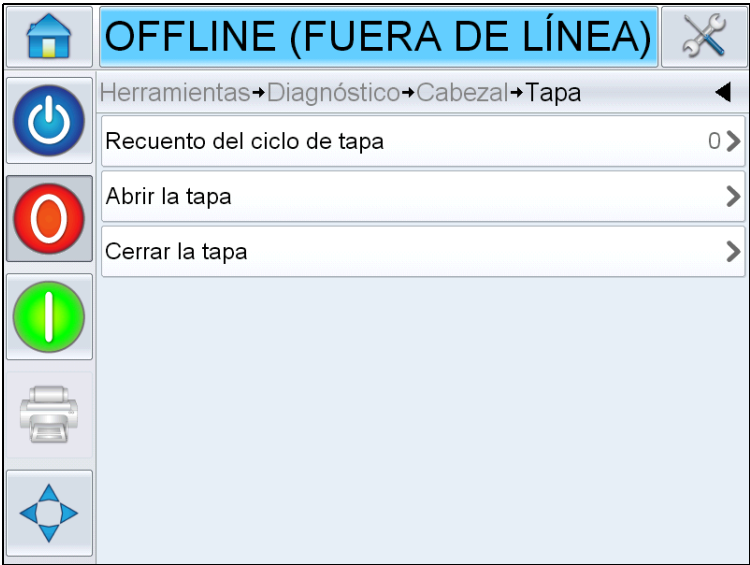 OFFLINE (FUERA DE LÍNEA)
Herramientas→Diagnóstico→Cabezal→Tapa
Recuento del ciclo de tapa 0
Abrir la tapa
Cerrar la tapa